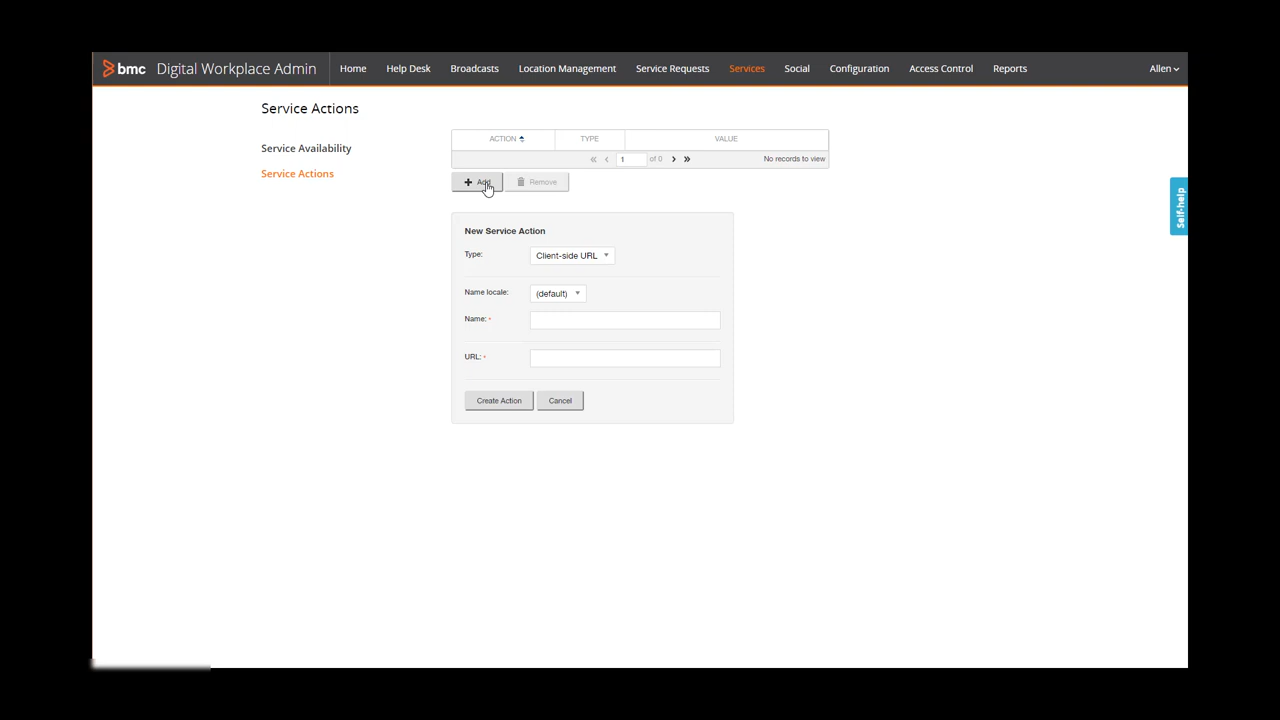 bmc Digital Workplace Admin Home Help Desk Broadcasts Location Management Service Requests Services Social Configuration Access Control Reports Allen
Service Actions
Service Availability
Service Actions
ACTION TYPE VALUE
1 of 0 No records to view
Add Remove
New Service Action
Type: Client-side URL
Name locale: (default)
Name: *
URL: *
Create Action Cancel
Self-help